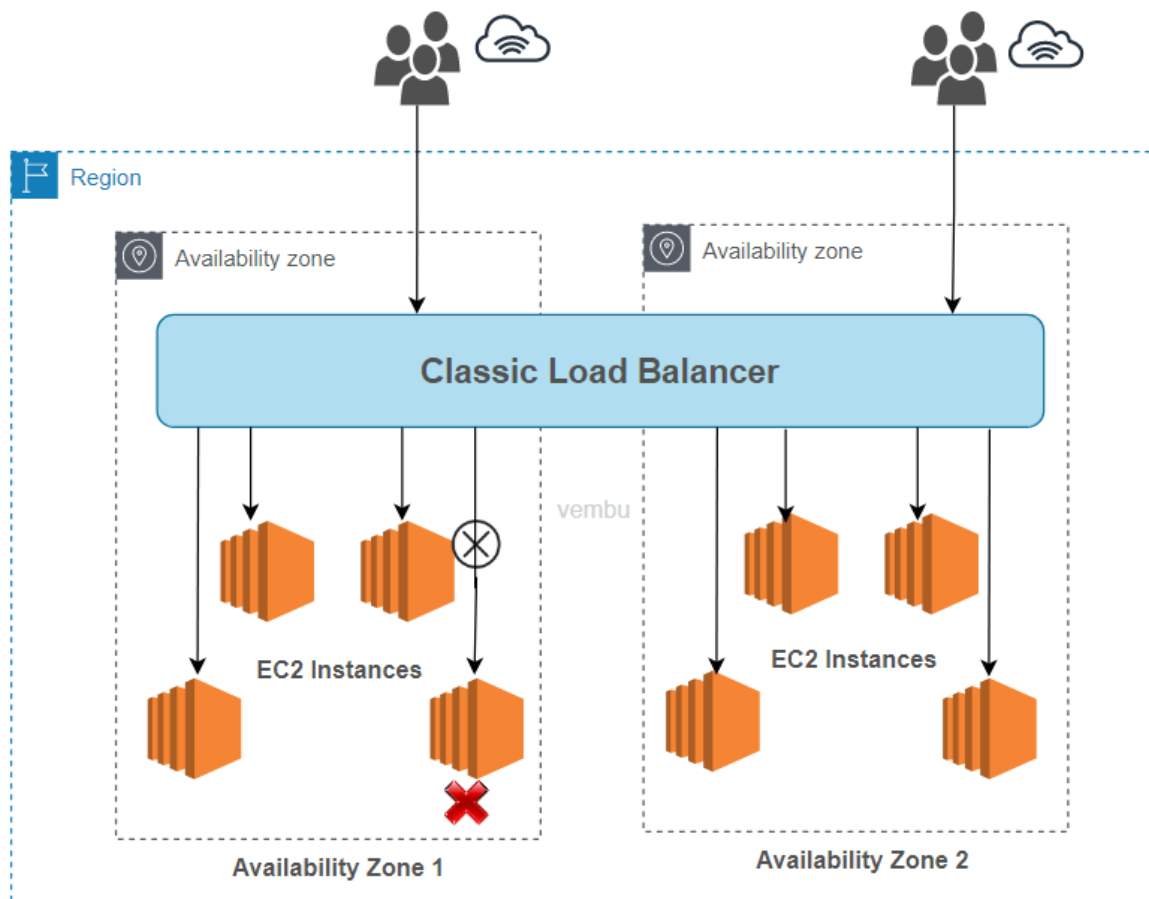 Region
Availability zone
Availability zone
Classic Load Balancer
vembu
EC2 Instances
EC2 Instances
Availability Zone 1
Availability Zone 2